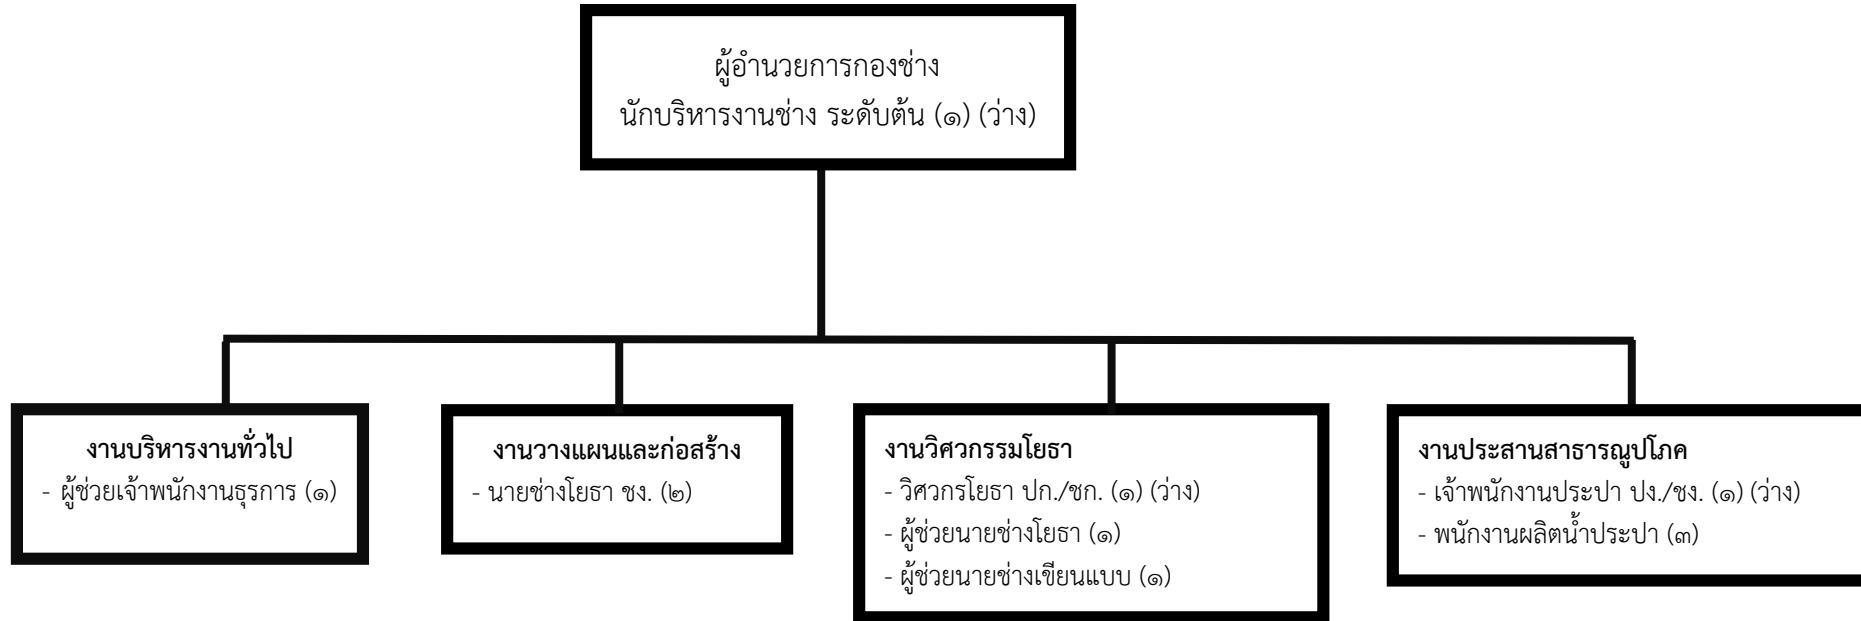 ผู้อำนวยการกองช่าง
นักบริหารงานช่าง ระดับต้น (๑) (ว่าง)
งานบริหารงานทั่วไป
- ผู้ช่วยเจ้าพนักงานธุรการ (๑)
งานวางแผนและก่อสร้าง
- นายช่างโยธา ชง. (๒)
งานวิศวกรรมโยธา
- วิศวกรโยธา ปก./ชก. (๑) (ว่าง)
- ผู้ช่วยนายช่างโยธา (๑)
- ผู้ช่วยนายช่างเขียนแบบ (๑)
งานประสานสาธารณูปโภค
- เจ้าพนักงานประปา ปง./ชง. (๑) (ว่าง)
- พนักงานผลิตน้ำประปา (๓)